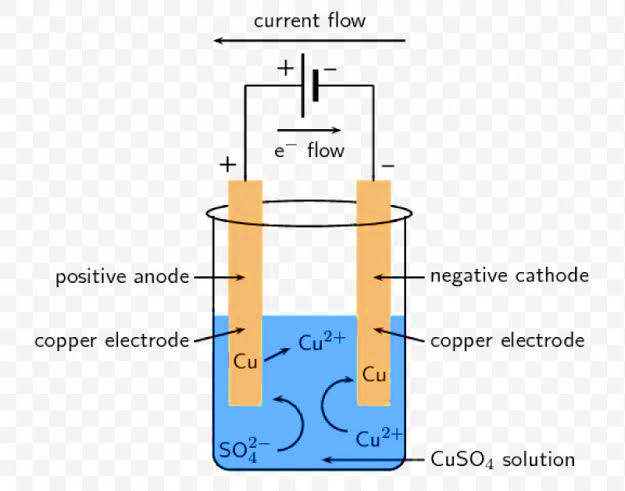 current flow
+ −
e⁻ flow
+ −
positive anode
negative cathode
copper electrode
Cu²⁺
copper electrode
Cu
Cu
SO₄²⁻
Cu²⁺
CuSO₄ solution